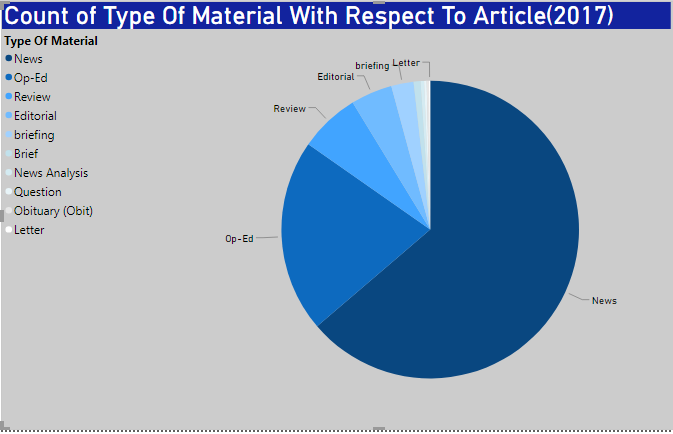 Count of Type Of Material With Respect To Article(2017)
Type Of Material
News
Op-Ed
Review
Editorial
briefing
Brief
News Analysis
Question
Obituary (Obit)
Letter
briefing
Letter
Editorial
Review
Op-Ed
News